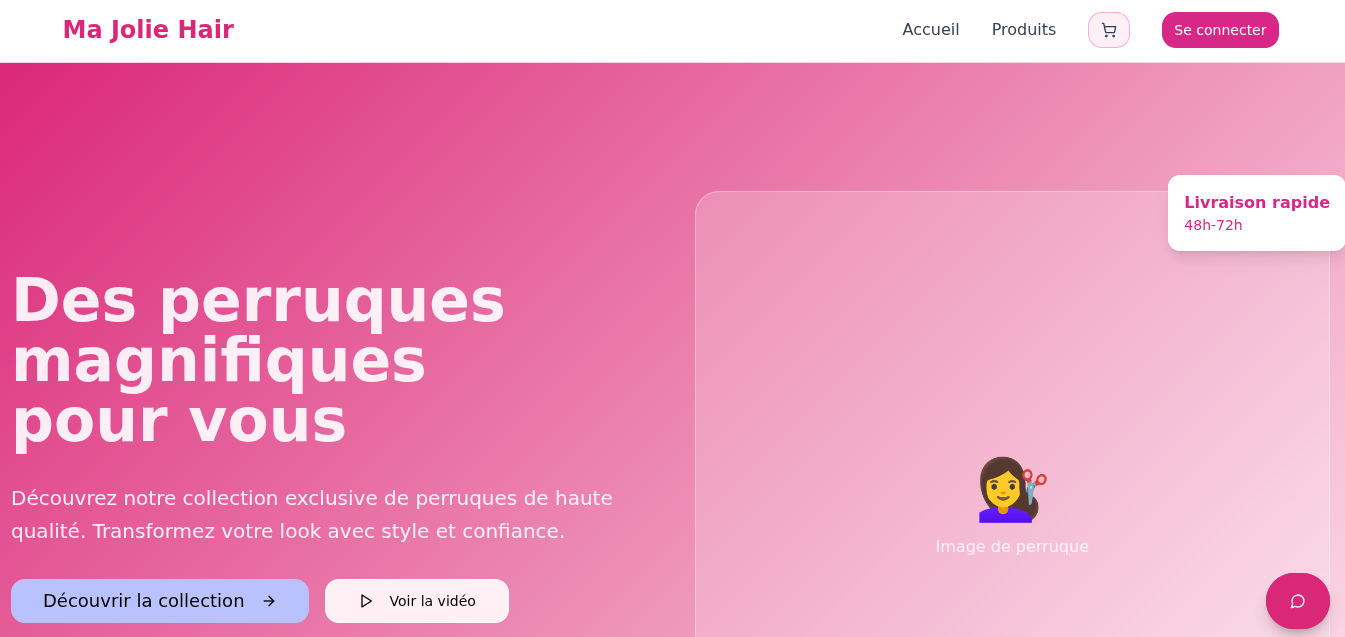 Ma Jolie Hair
Accueil
Produits
Se connecter
Livraison rapide
48h-72h
Des perruques
magnifiques
pour vous
Découvrez notre collection exclusive de perruques de haute
qualité. Transformez votre look avec style et confiance.
Découvrir la collection
Voir la vidéo
Image de perruque